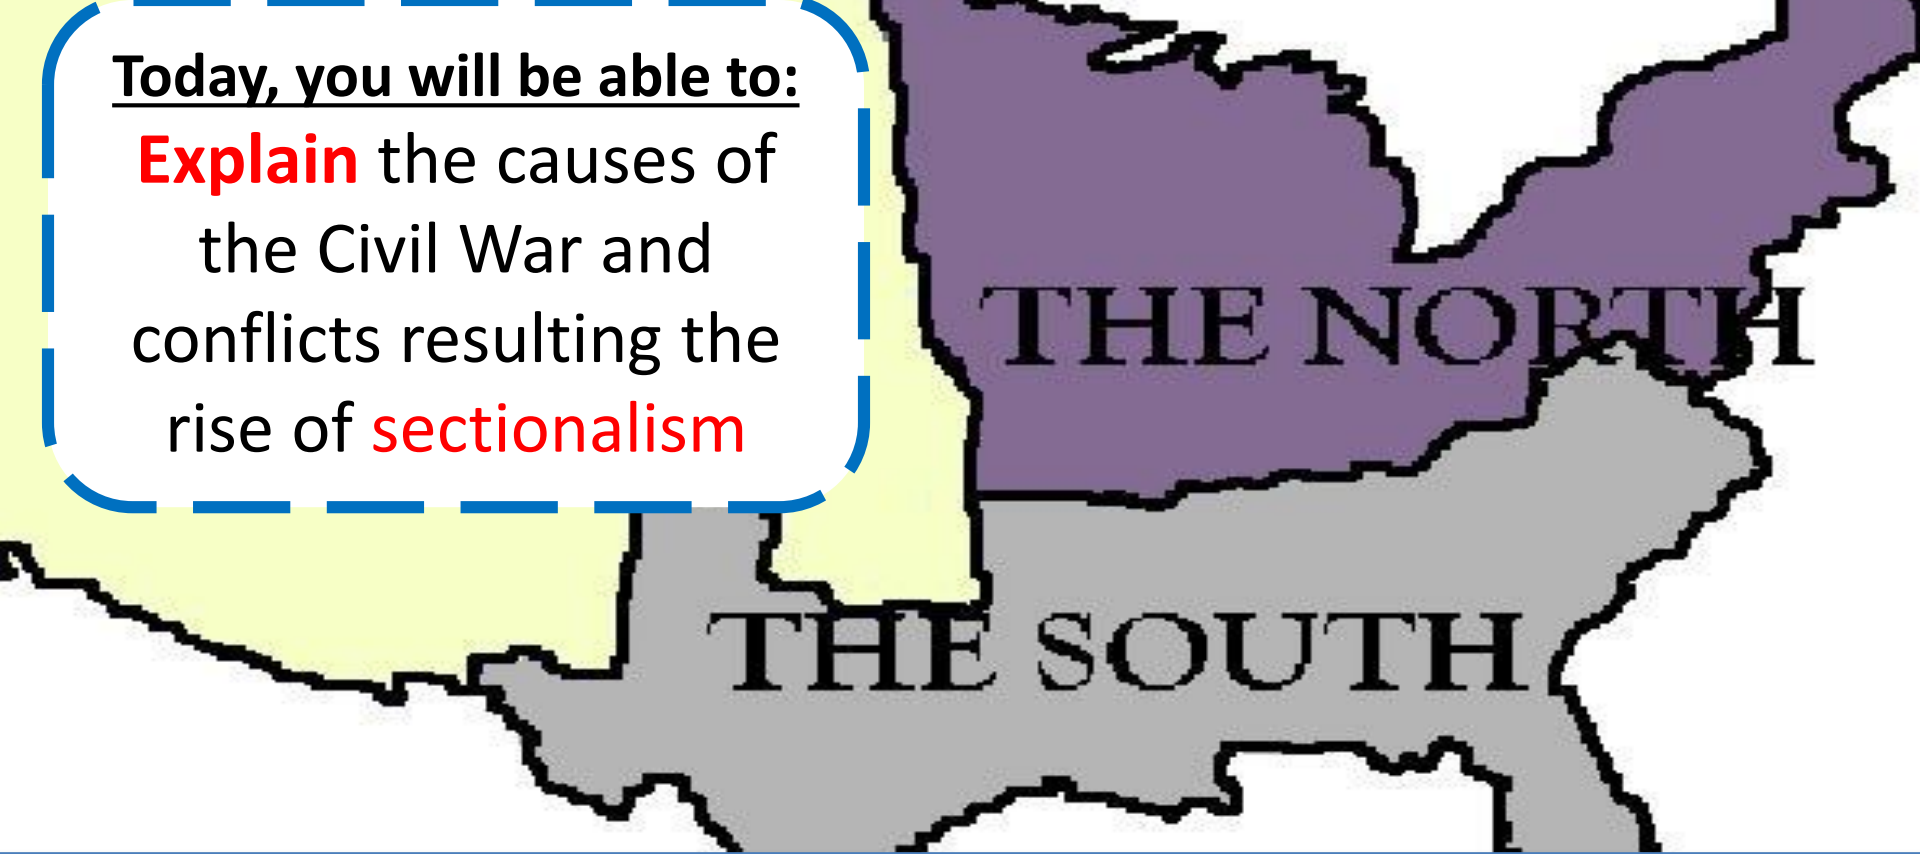 Today, you will be able to:
Explain the causes of
the Civil War and
conflicts resulting the
rise of sectionalism
THE NORTH
THE SOUTH